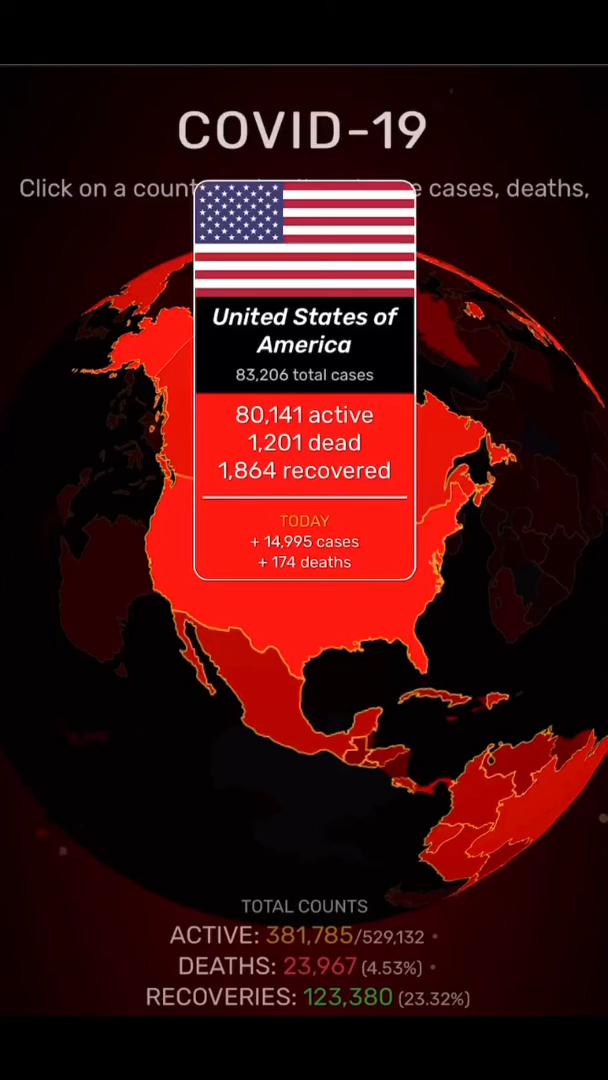 COVID-19
Click on a count e cases, deaths,
United States of
America
83,206 total cases
80,141 active
1,201 dead
1,864 recovered
TODAY
+ 14,995 cases
+ 174 deaths
TOTAL COUNTS
ACTIVE: 381,785/529,132
DEATHS: 23,967 (4.53%)
RECOVERIES: 123,380 (23.32%)